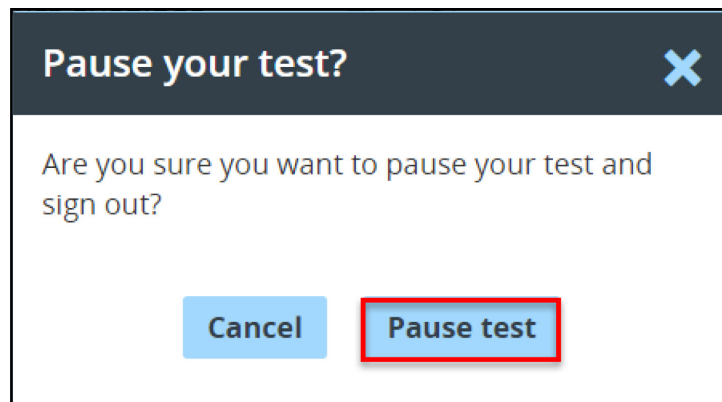 Pause your test?
Are you sure you want to pause your test and
sign out?
Cancel
Pause test